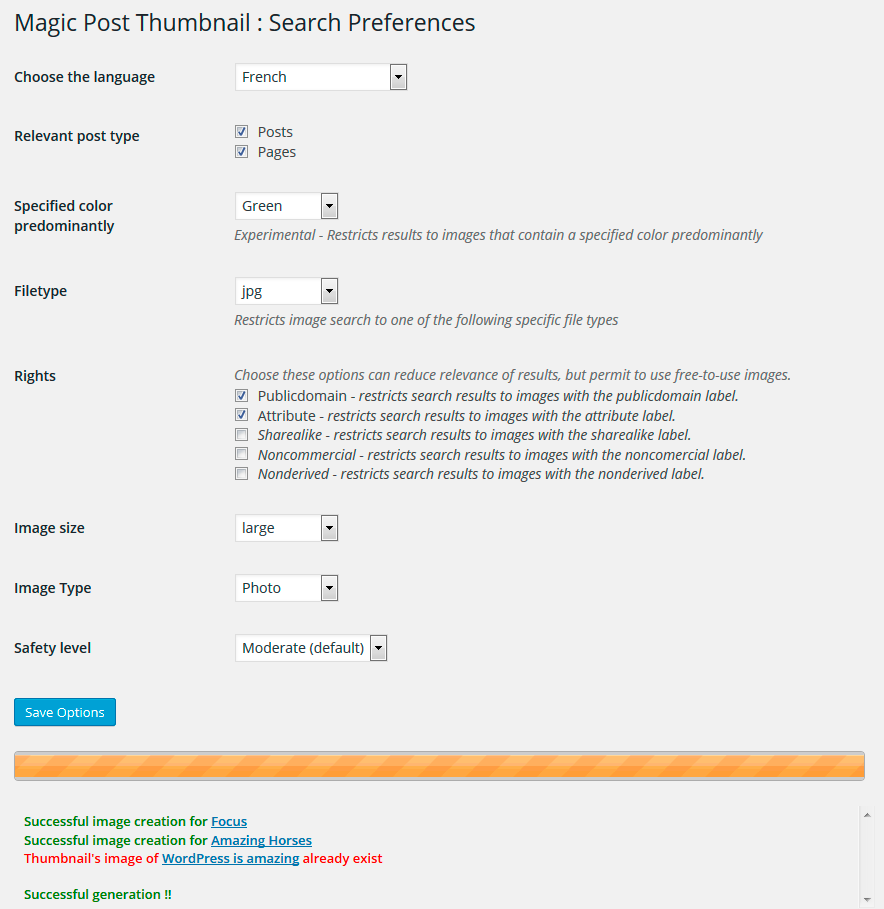 Magic Post Thumbnail : Search Preferences
Choose the language
French
Relevant post type
Posts
Pages
Specified color
predominantly
Green
Experimental - Restricts results to images that contain a specified color predominantly
Filetype
jpg
Restricts image search to one of the following specific file types
Rights
Choose these options can reduce relevance of results, but permit to use free-to-use images.
Publicdomain - restricts search results to images with the publicdomain label.
Attribute - restricts search results to images with the attribute label.
Sharealike - restricts search results to images with the sharealike label.
Noncommercial - restricts search results to images with the noncomercial label.
Nonderived - restricts search results to images with the nonderived label.
Image size
large
Image Type
Photo
Safety level
Moderate (default)
Save Options
Successful image creation for Focus
Successful image creation for Amazing Horses
Thumbnail's image of WordPress is amazing already exist
Successful generation !!